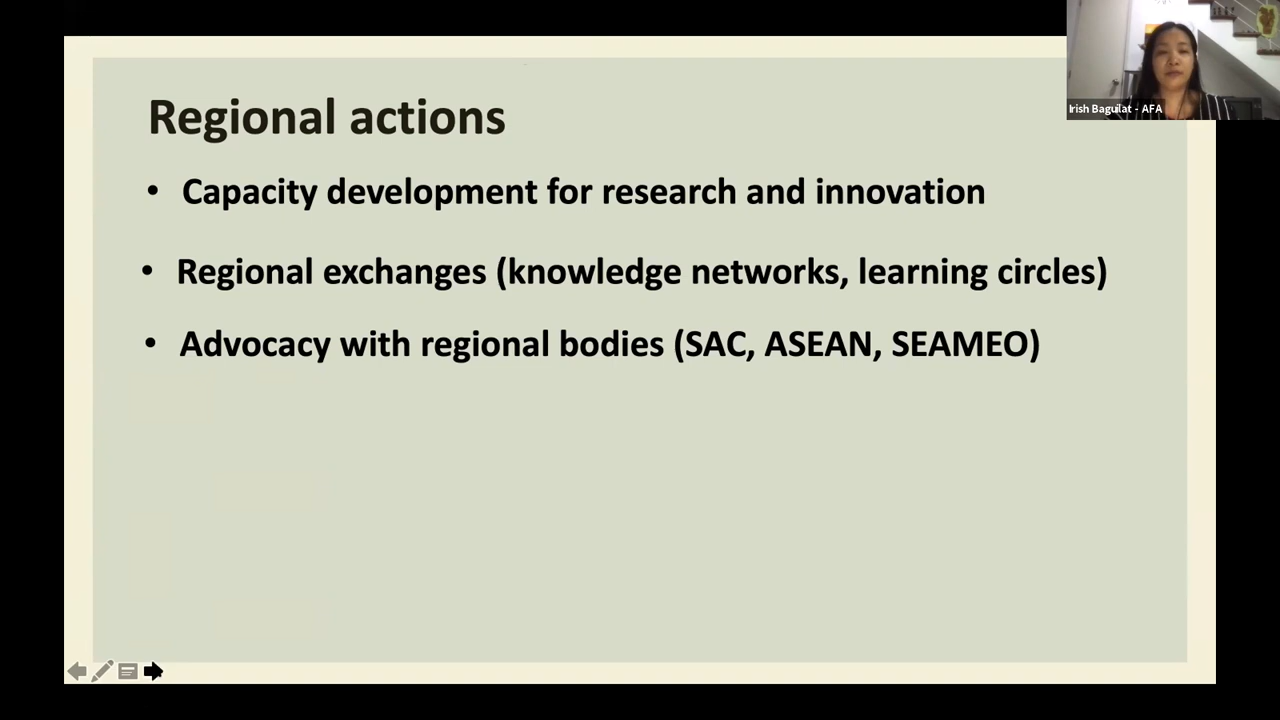 Regional actions
• Capacity development for research and innovation
• Regional exchanges (knowledge networks, learning circles)
• Advocacy with regional bodies (SAC, ASEAN, SEAMEO)
Irish Baguilat - AFA